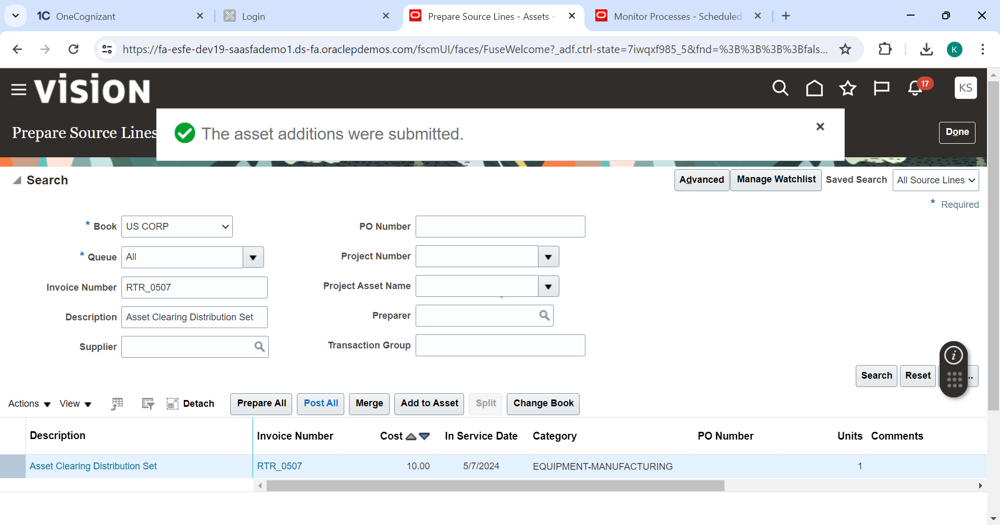 1C OneCognizant
Login
Prepare Source Lines - Assets -
Monitor Processes - Scheduled
https://fa-esfe-dev19-saasfademo1.ds-fa.oraclepdemos.com/fscmUI/faces/FuseWelcome?_adf.ctrl-state=7iwqxf985_5&fnd=%3B%3B%3B%3Bfals...
K
VISION
17
KS
Prepare Source Lines
The asset additions were submitted.
Done
Search
Advanced
Manage Watchlist
Saved Search
All Source Lines
* Required
* Book US CORP
PO Number
* Queue All
Project Number
Invoice Number RTR_0507
Project Asset Name
Description Asset Clearing Distribution Set
Preparer
Supplier
Transaction Group
i
Search
Reset
..
Actions
View
Detach
Prepare All
Post All
Merge
Add to Asset
Split
Change Book
Description Invoice Number Cost In Service Date Category PO Number Units Comments
Asset Clearing Distribution Set RTR_0507 10.00 5/7/2024 EQUIPMENT-MANUFACTURING 1